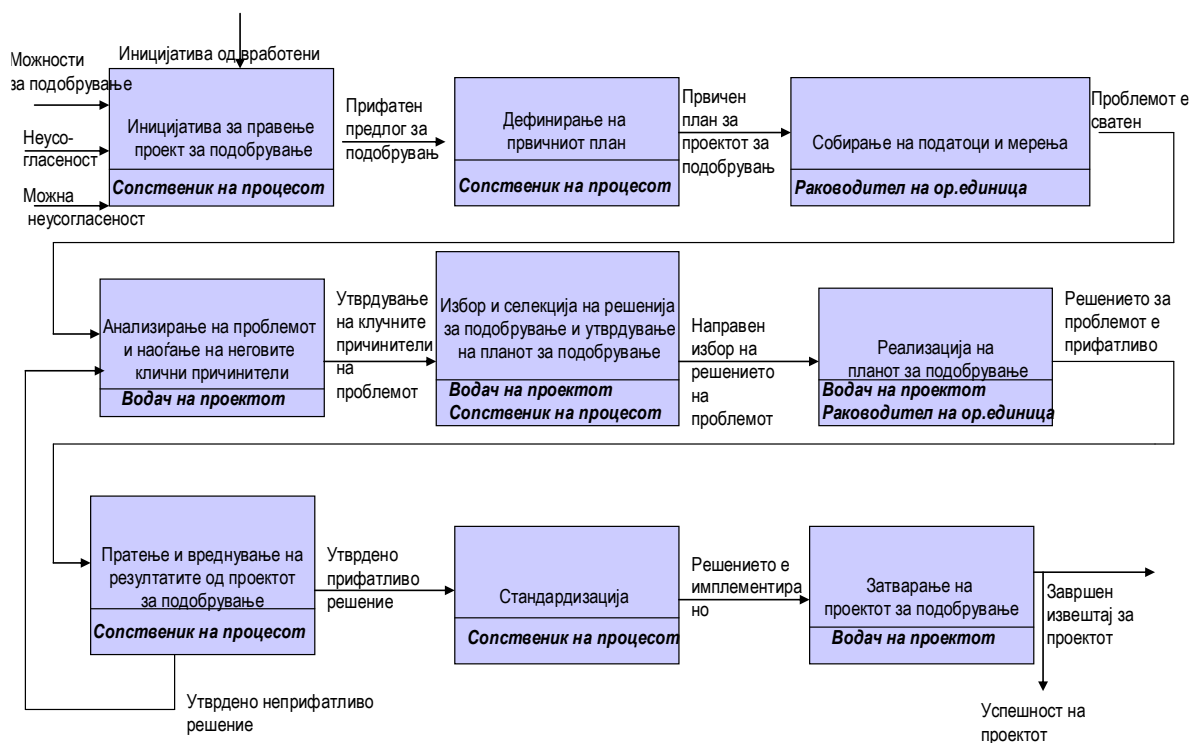 Иницијатива од вработени
Можности
за подобрување
Неусо-
гласеност
Можна
неусогласеност
Иницијатива за правење
проект за подобрување
Сопственик на процесот
Прифатен
предлог за
подобрувањ
Дефинирање на
првичниот план
Сопственик на процесот
Првичен
план за
проектот за
подобрувањ
Собирање на податоци и мерења
Раководител на ор.единица
Проблемот е
сватен
Анализирање на проблемот
и наоѓање на неговите
клични причинители
Водач на проектот
Утврдување
на клучните
причинители
на
проблемот
Избор и селекција на решенија
за подобрување и утврдување
на планот за подобрување
Водач на проектот
Сопственик на процесот
Направен
избор на
решението
на
проблемот
Реализација на
планот за подобрување
Водач на проектот
Раководител на ор.единица
Решението за
проблемот е
прифатливо
Пратење и вреднување на
резултатите од проектот
за подобрување
Сопственик на процесот
Утврдено
прифатливо
решение
Стандардизација
Сопственик на процесот
Решението е
имплементира
но
Затварање на
проектот за подобрување
Водач на проектот
Завршен
извештај за
проектот
Утврдено неприфатливо
решение
Успешност на
проектот